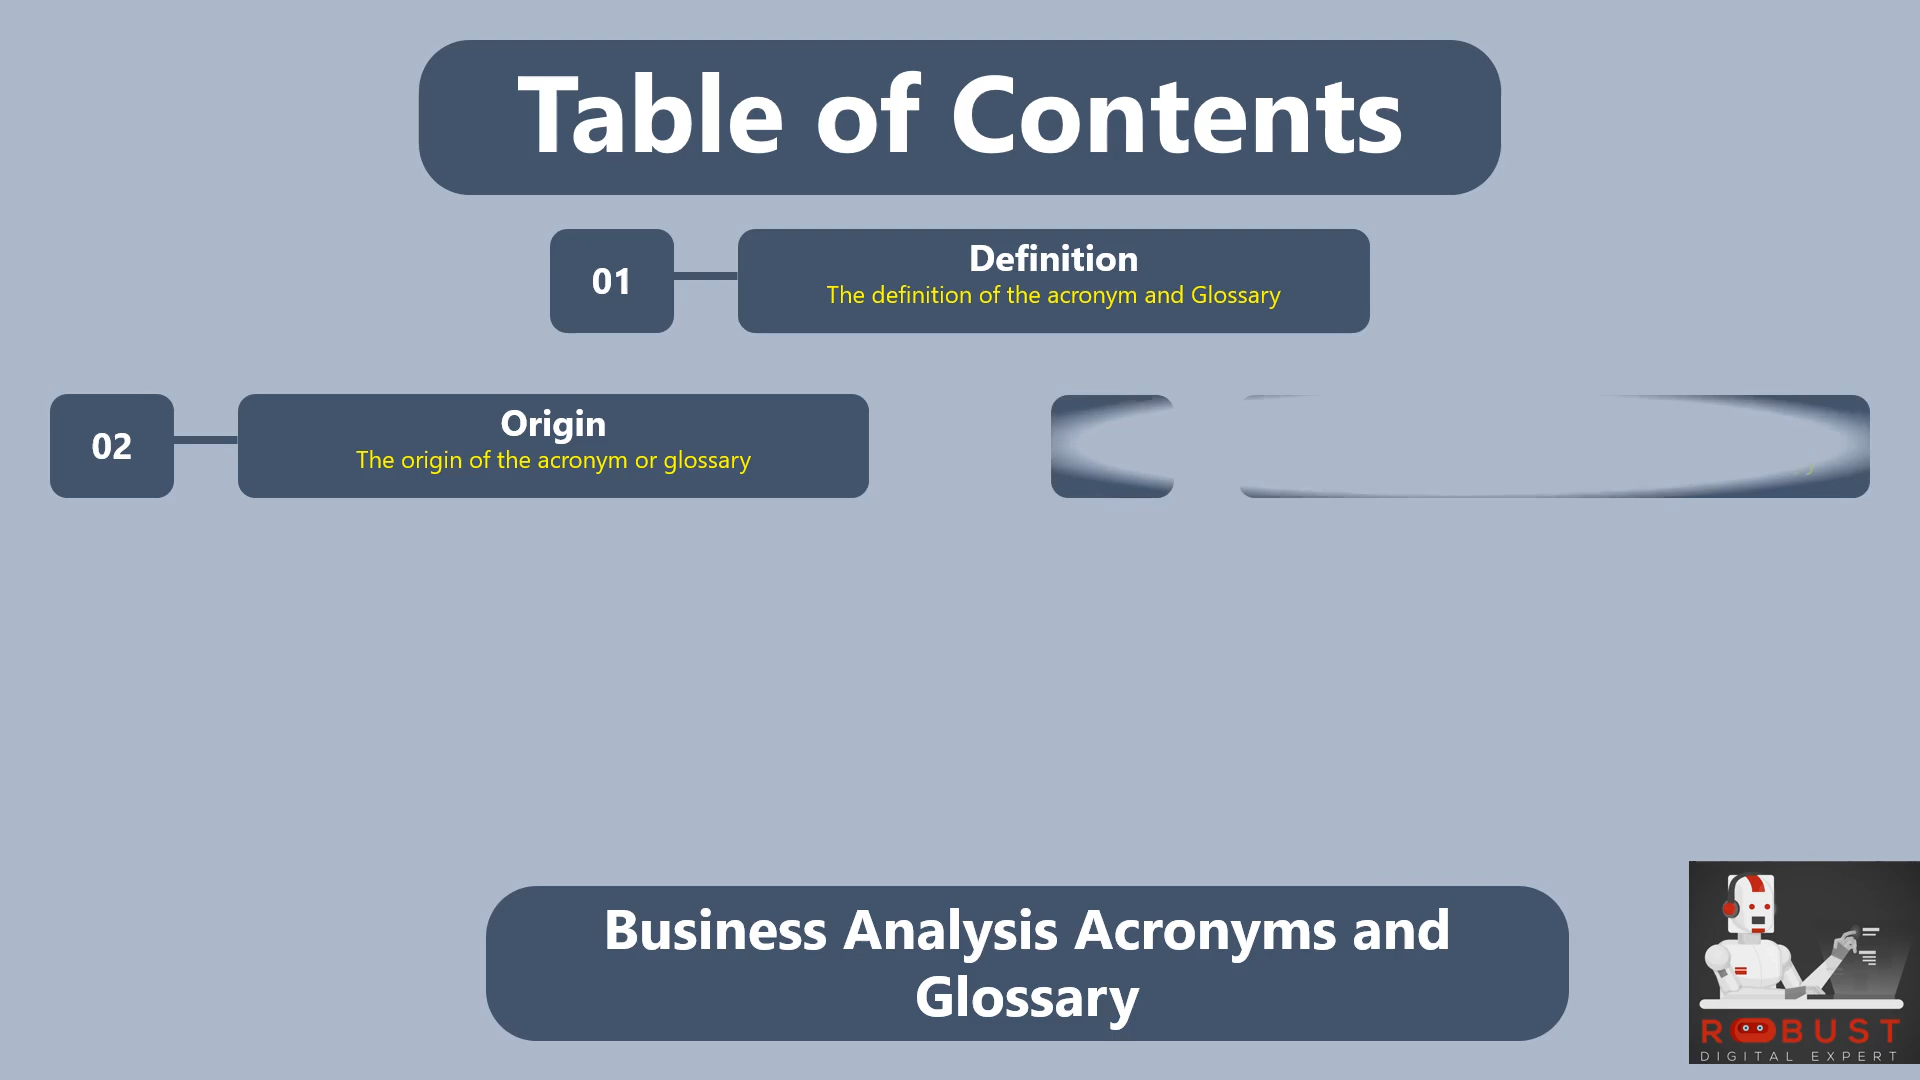 Table of Contents
01
Definition
The definition of the acronym and Glossary
02
Origin
The origin of the acronym or glossary
Business Analysis Acronyms and
Glossary
ROBUST
DIGITAL EXPERT